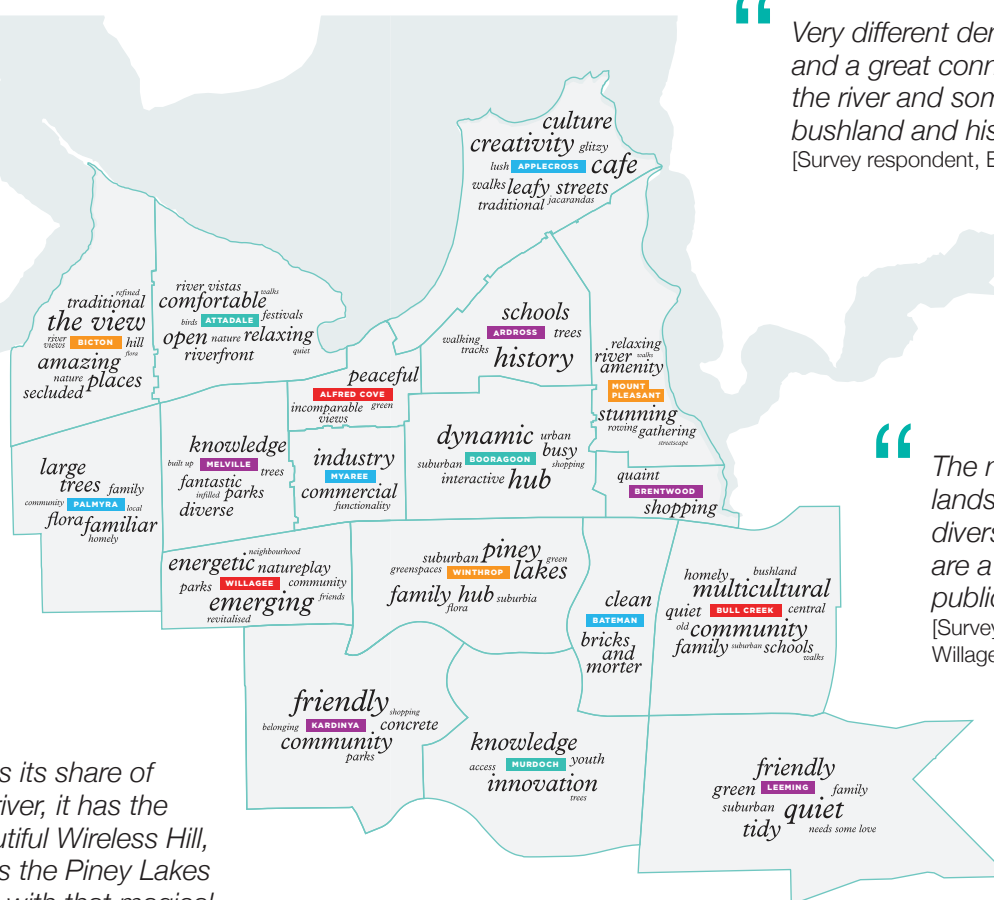 “
Very different der
and a great conn
the river and som
bushland and his
[Survey respondent, E
culture
creativity glitzy
lush APPLECROSS cafe
walks leafy streets
traditional jacarandas
refined
traditional
the view
river views BICTON hill
flora
amazing
nature places
secluded
river vistas
walks
comfortable
birds ATTADALE festivals
open nature relaxing
riverfront quiet
schools
ARDROSS trees
walking
tracks history
relaxing
river walks
amenity
MOUNT
PLEASANT
stunning
rowing gathering
streetscape
peaceful
ALFRED COVE
incomparable green
views
knowledge
built up MELVILLE trees
fantastic
infilled parks
diverse
industry
MYAREE
commercial
functionality
dynamic urban
busy
suburban BOORAGOON shopping
interactive hub
quaint
BRENTWOOD
shopping
large
trees family
community PALMYRA local
flora familiar
homely
“
The n
lands
divers
are a
public
[Survey
Willage
neighbourhood
energetic natureplay
parks WILLAGEE community
emerging friends
revitalised
suburban piney green
greenspaces WINTHROP lakes
family hub suburbia
flora
clean
BATEMAN
bricks
and
morter
homely bushland
multicultural
quiet BULL CREEK central
old community
family suburban schools
walks
friendly shopping
belonging KARDINYA concrete
community
parks
knowledge
access MURDOCH youth
innovation
trees
friendly
green LEEMING family
suburban quiet
tidy needs some love
s its share of
river, it has the
utiful Wireless Hill,
s the Piney Lakes
with that magical